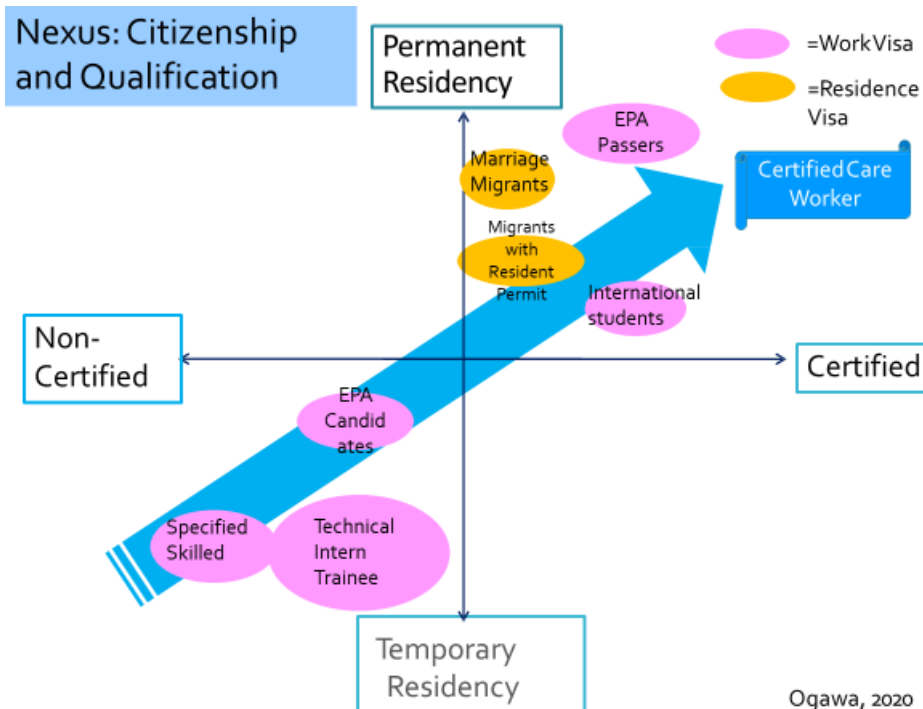 Nexus: Citizenship
and Qualification
Permanent
Residency
=Work Visa
=Residence
Visa
EPA
Passers
Marriage
Migrants
Certified Care
Worker
Migrants
with
Resident
Permit
International
students
Non-
Certified
Certified
EPA
Candid
ates
Specified
Skilled
Technical
Intern
Trainee
Temporary
Residency
Ogawa, 2020